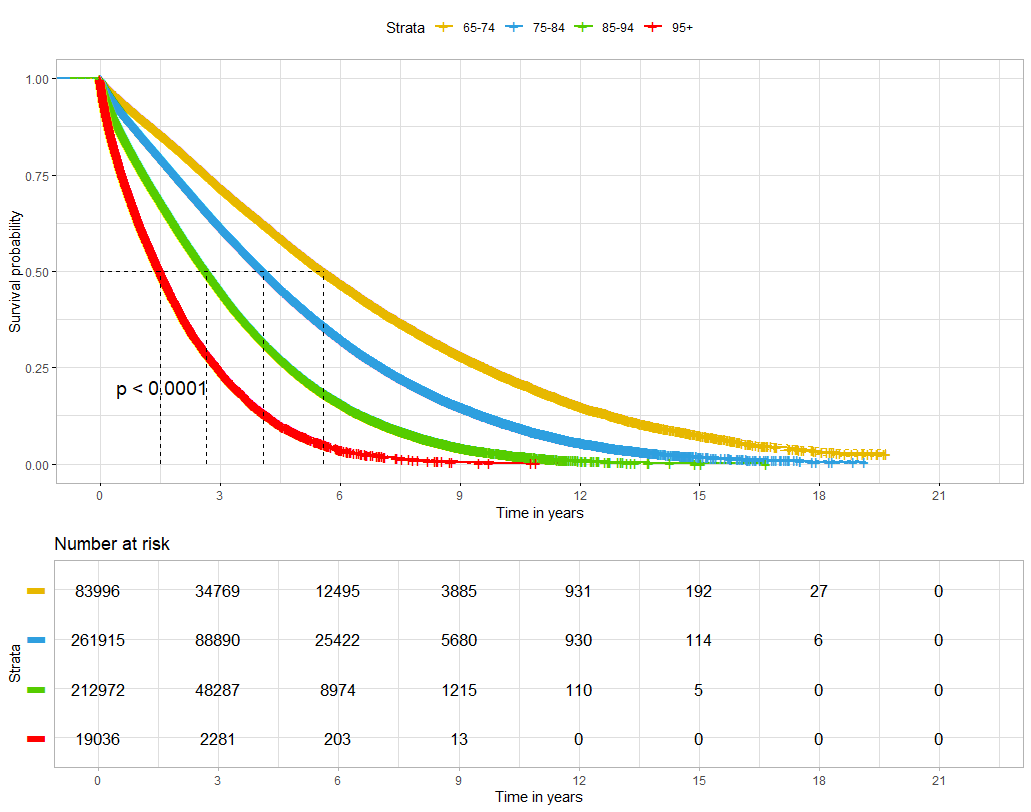 Strata 65-74 75-84 85-94 95+
1.00
0.75
0.50
0.25
0.00
Survival probability
p < 0.0001
0 3 6 9 12 15 18 21
Time in years
Number at risk
Strata
83996 34769 12495 3885 931 192 27 0
261915 88890 25422 5680 930 114 6 0
212972 48287 8974 1215 110 5 0 0
19036 2281 203 13 0 0 0 0
0 3 6 9 12 15 18 21
Time in years